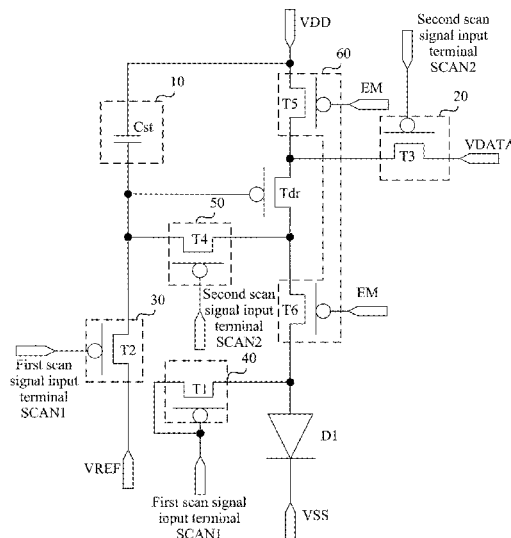 Second scan
signal input
terminal
SCAN2
VDD
60
10
EM
20
T5
Cst
T3
VDATA
Tdr
50
T4
EM
30
Second scan
signal input
terminal
SCAN2
T6
T2
40
First scan
signal input
terminal
SCAN1
T1
D1
VREF
First scan signal
input terminal
SCAN1
VSS